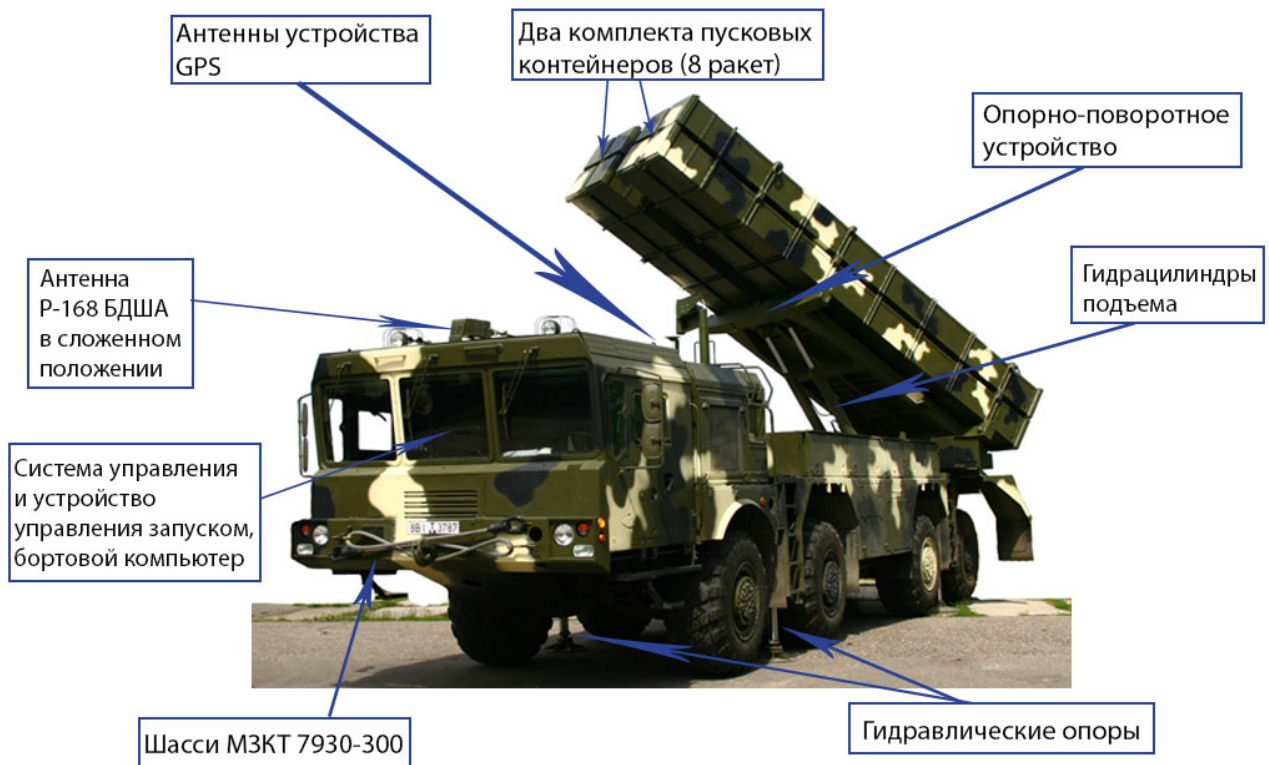 Антенны устройства
GPS
Два комплекта пусковых
контейнеров (8 ракет)
Опорно-поворотное
устройство
Антенна
Р-168 БДША
в сложенном
положении
Гидрацилиндры
подъема
Система управления
и устройство
управления запуском,
бортовой компьютер
Шасси МЗКТ 7930-300
Гидравлические опоры